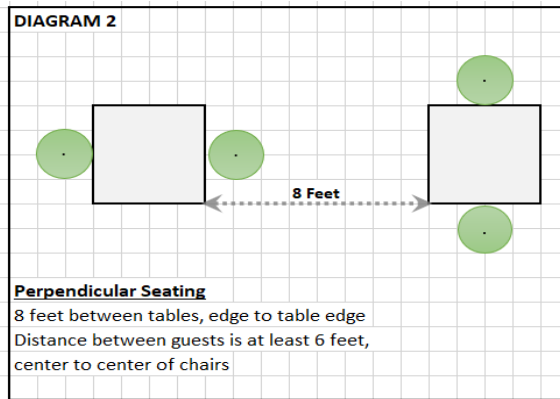 DIAGRAM 2
8 Feet
Perpendicular Seating
8 feet between tables, edge to table edge
Distance between guests is at least 6 feet,
center to center of chairs